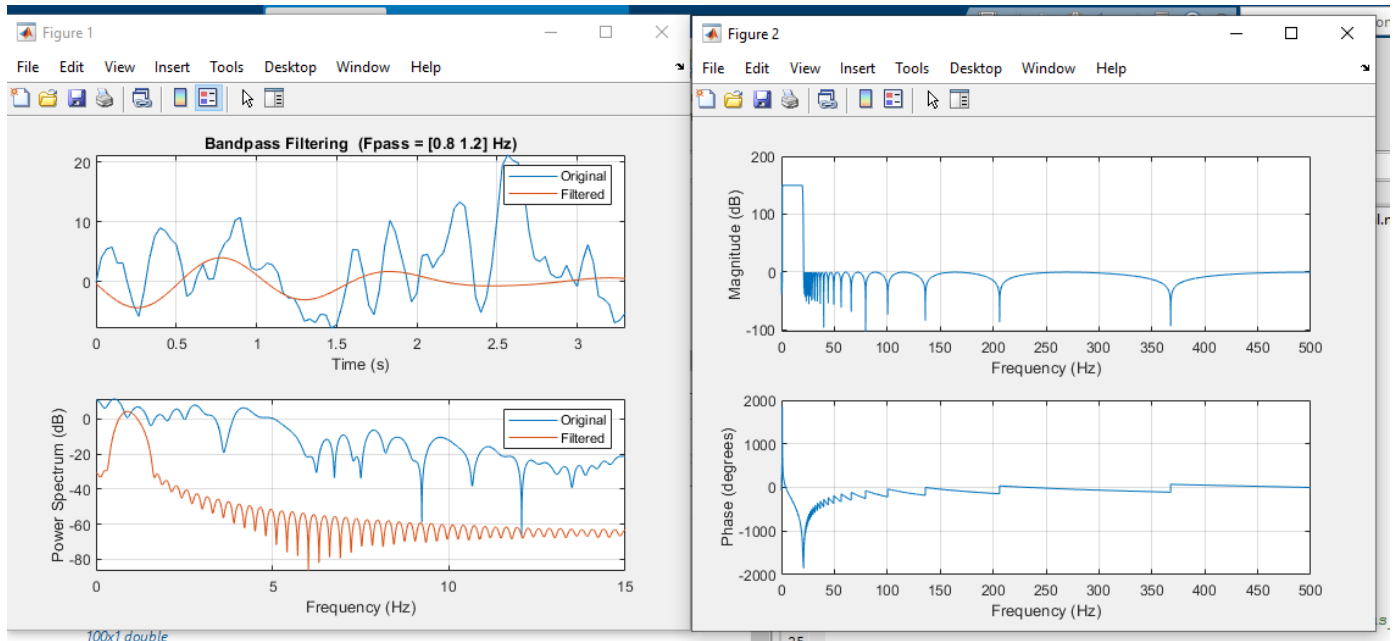 Figure 1
File Edit View Insert Tools Desktop Window Help
Bandpass Filtering (Fpass = [0.8 1.2] Hz)
20
10
0
Original
Filtered
0 0.5 1 1.5 2 2.5 3
Time (s)
Power Spectrum (dB)
0
-20
-40
-60
-80
Original
Filtered
0 5 10 15
Frequency (Hz)
100x1 double
Figure 2
File Edit View Insert Tools Desktop Window Help
Magnitude (dB)
200
100
0
-100
0 50 100 150 200 250 300 350 400 450 500
Frequency (Hz)
Phase (degrees)
2000
1000
0
-1000
-2000
0 50 100 150 200 250 300 350 400 450 500
Frequency (Hz)